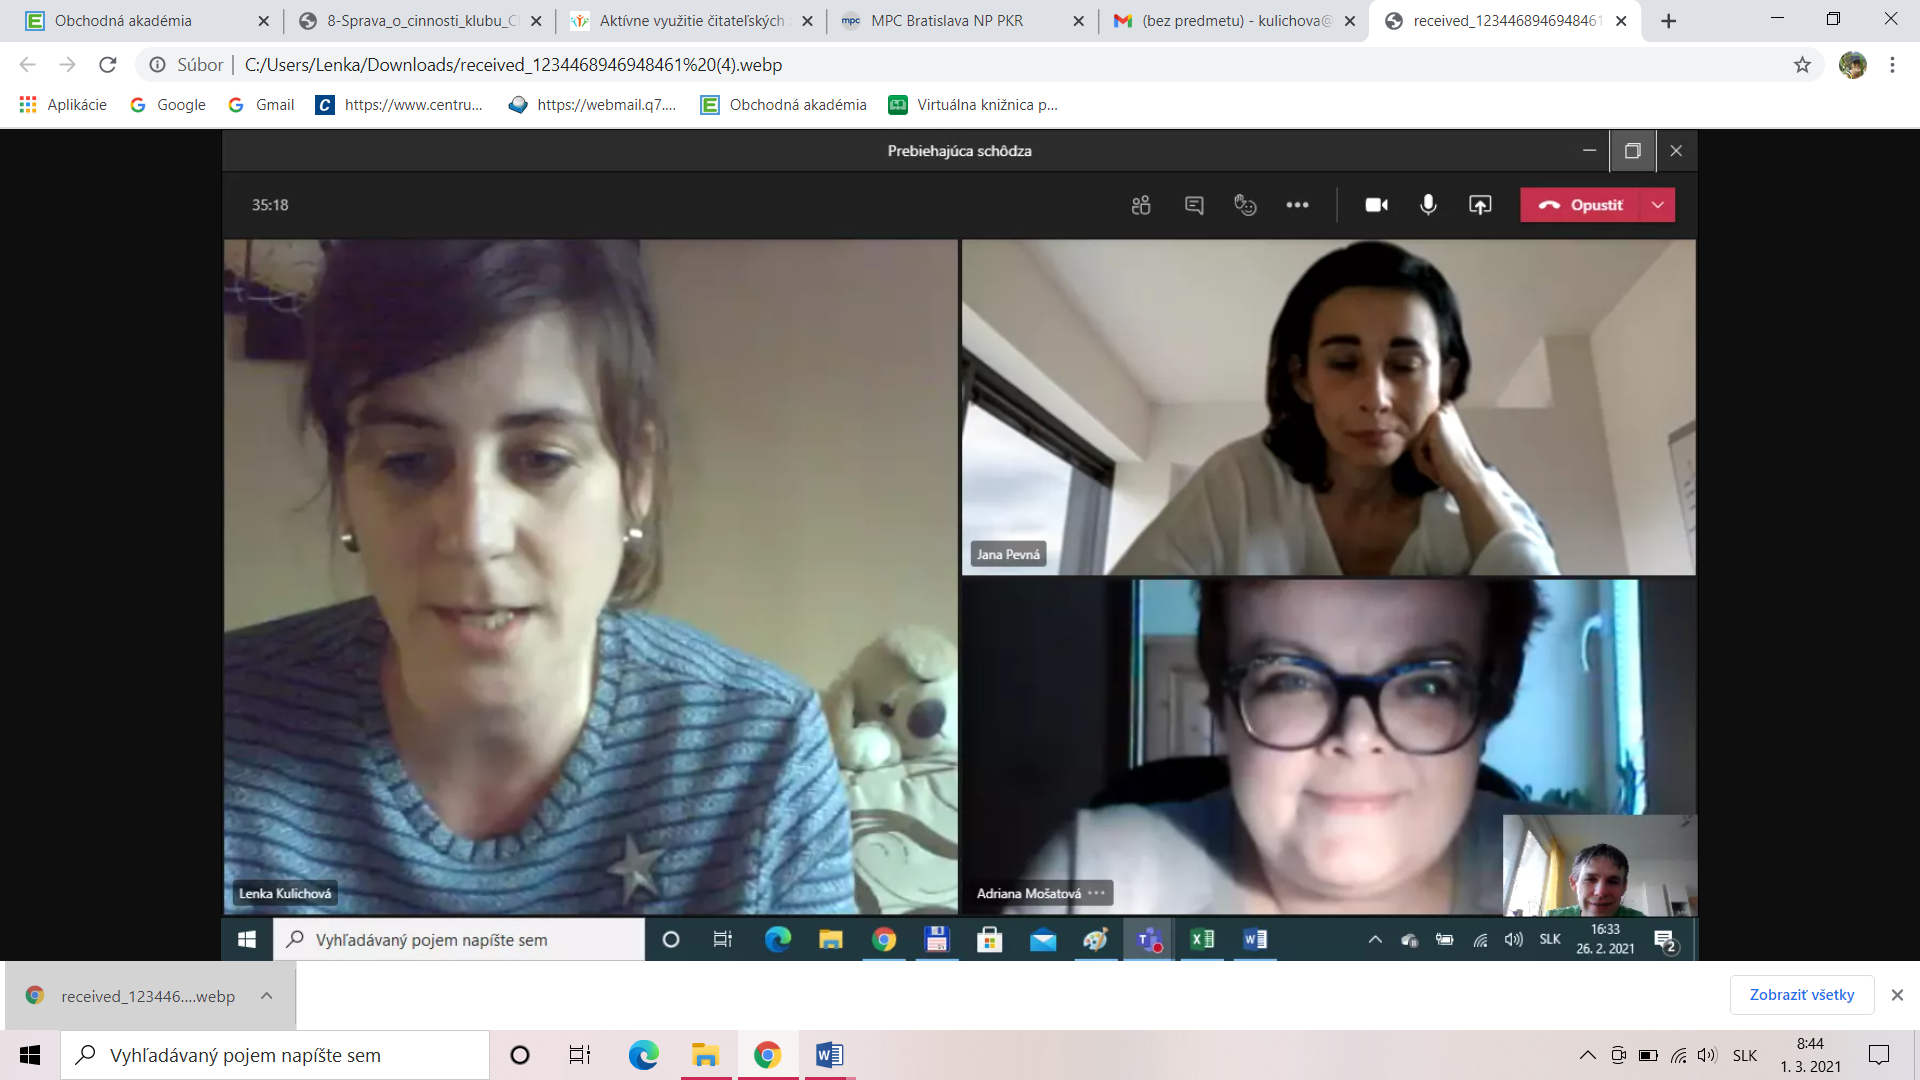 Obchodná akadémia
8-Sprava_o_cinnosti_klubu_C
Aktívne využitie čitateľských
MPC Bratislava NP PKR
(bez predmetu) - kulichova@
received_1234468946948461
Súbor C:/Users/Lenka/Downloads/received_1234468946948461%20(4).webp
Aplikácie
Google
Gmail
https://www.centru...
https://webmail.q7....
Obchodná akadémia
Virtuálna knižnica p...
Prebiehajúca schôdza
35:18
Opustiť
Jana Pevná
Lenka Kulichová
Adriana Mošatová
Vyhľadávaný pojem napíšte sem
SLK
16:33
26. 2. 2021
2
received_123446....webp
Zobraziť všetky
Vyhľadávaný pojem napíšte sem
SLK
8:44
1. 3. 2021